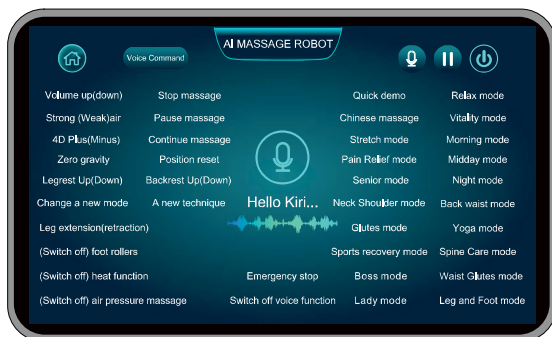 AI MASSAGE ROBOT
Voice Command
Volume up(down)
Strong (Weak)air
4D Plus(Minus)
Zero gravity
Legrest Up(Down)
Change a new mode
Leg extension(retraction)
(Switch off) foot rollers
(Switch off) heat function
(Switch off) air pressure massage
Stop massage
Pause massage
Continue massage
Position reset
Backrest Up(Down)
A new technique
Hello Kiri...
Emergency stop
Switch off voice function
Quick demo
Chinese massage
Stretch mode
Pain Relief mode
Senior mode
Neck Shoulder mode
Glutes mode
Sports recovery mode
Boss mode
Lady mode
Relax mode
Vitality mode
Morning mode
Midday mode
Night mode
Back waist mode
Yoga mode
Spine Care mode
Waist Glutes mode
Leg and Foot mode